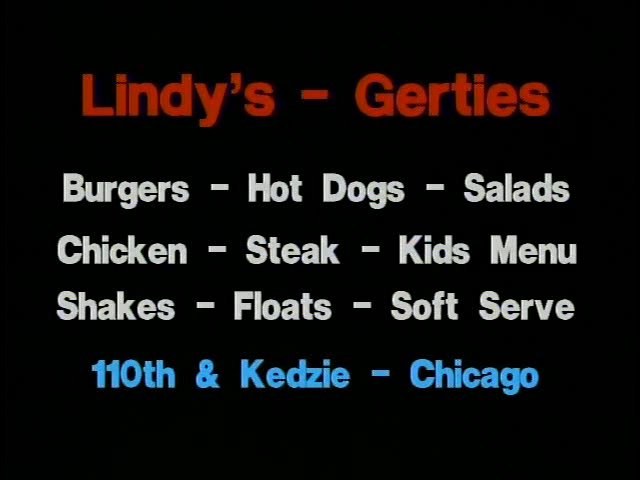 Lindy's - Gerties
Burgers - Hot Dogs - Salads
Chicken - Steak - Kids Menu
Shakes - Floats - Soft Serve
110th & Kedzie - Chicago